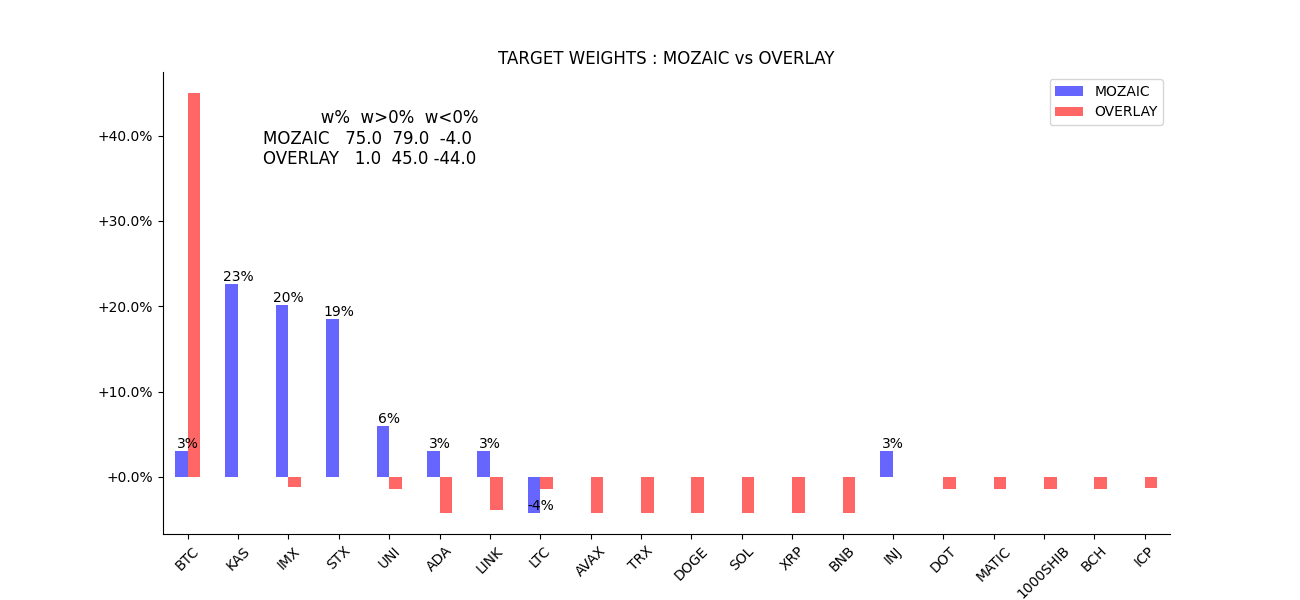 TARGET WEIGHTS : MOZAIC vs OVERLAY
MOZAIC
OVERLAY
w% w>0% w<0%
MOZAIC 75.0 79.0 -4.0
OVERLAY 1.0 45.0 -44.0
+40.0%
+30.0%
+20.0%
+10.0%
+0.0%
3%
23%
20%
19%
6%
3%
3%
-4%
3%
BTC
KAS
IMX
STX
UNI
ADA
LINK
LTC
AVAX
TRX
DOGE
SOL
XRP
BNB
INJ
DOT
MATIC
1000SHIB
BCH
ICP